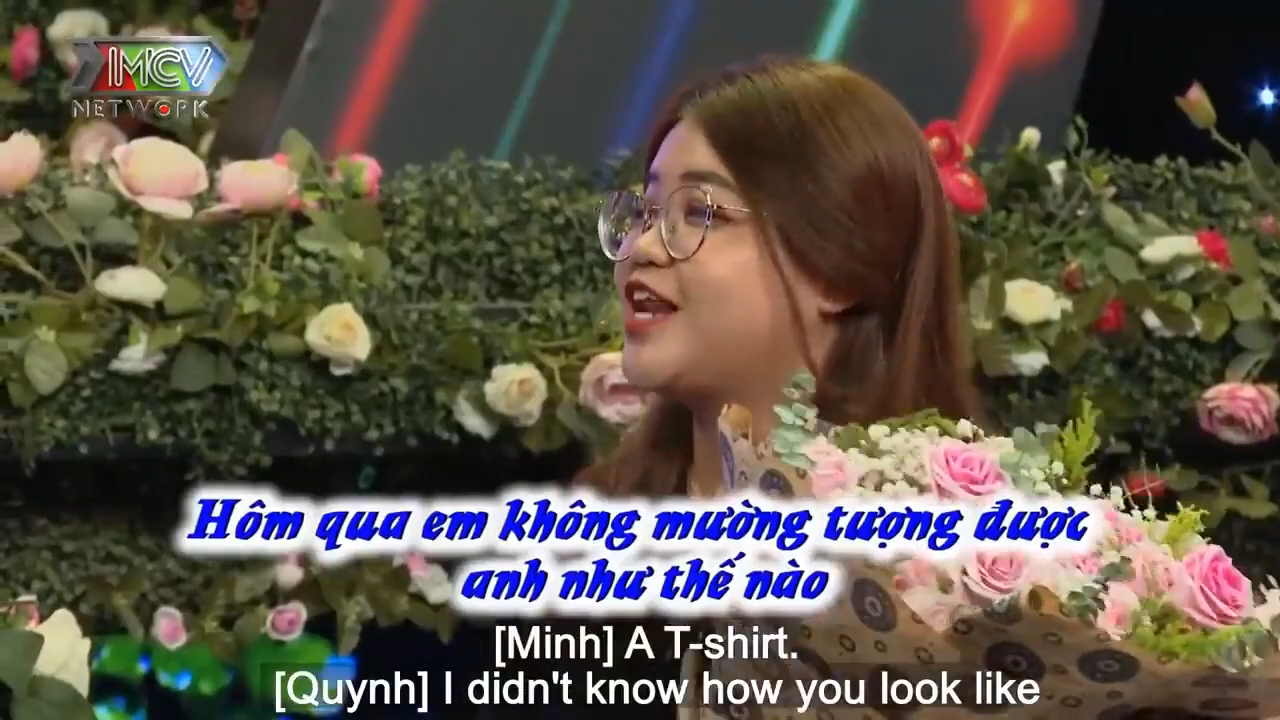 MCV
NETWORK
Hôm qua em không mường tượng được
anh như thế nào
[Minh] A T-shirt.
[Quynh] I didn't know how you look like